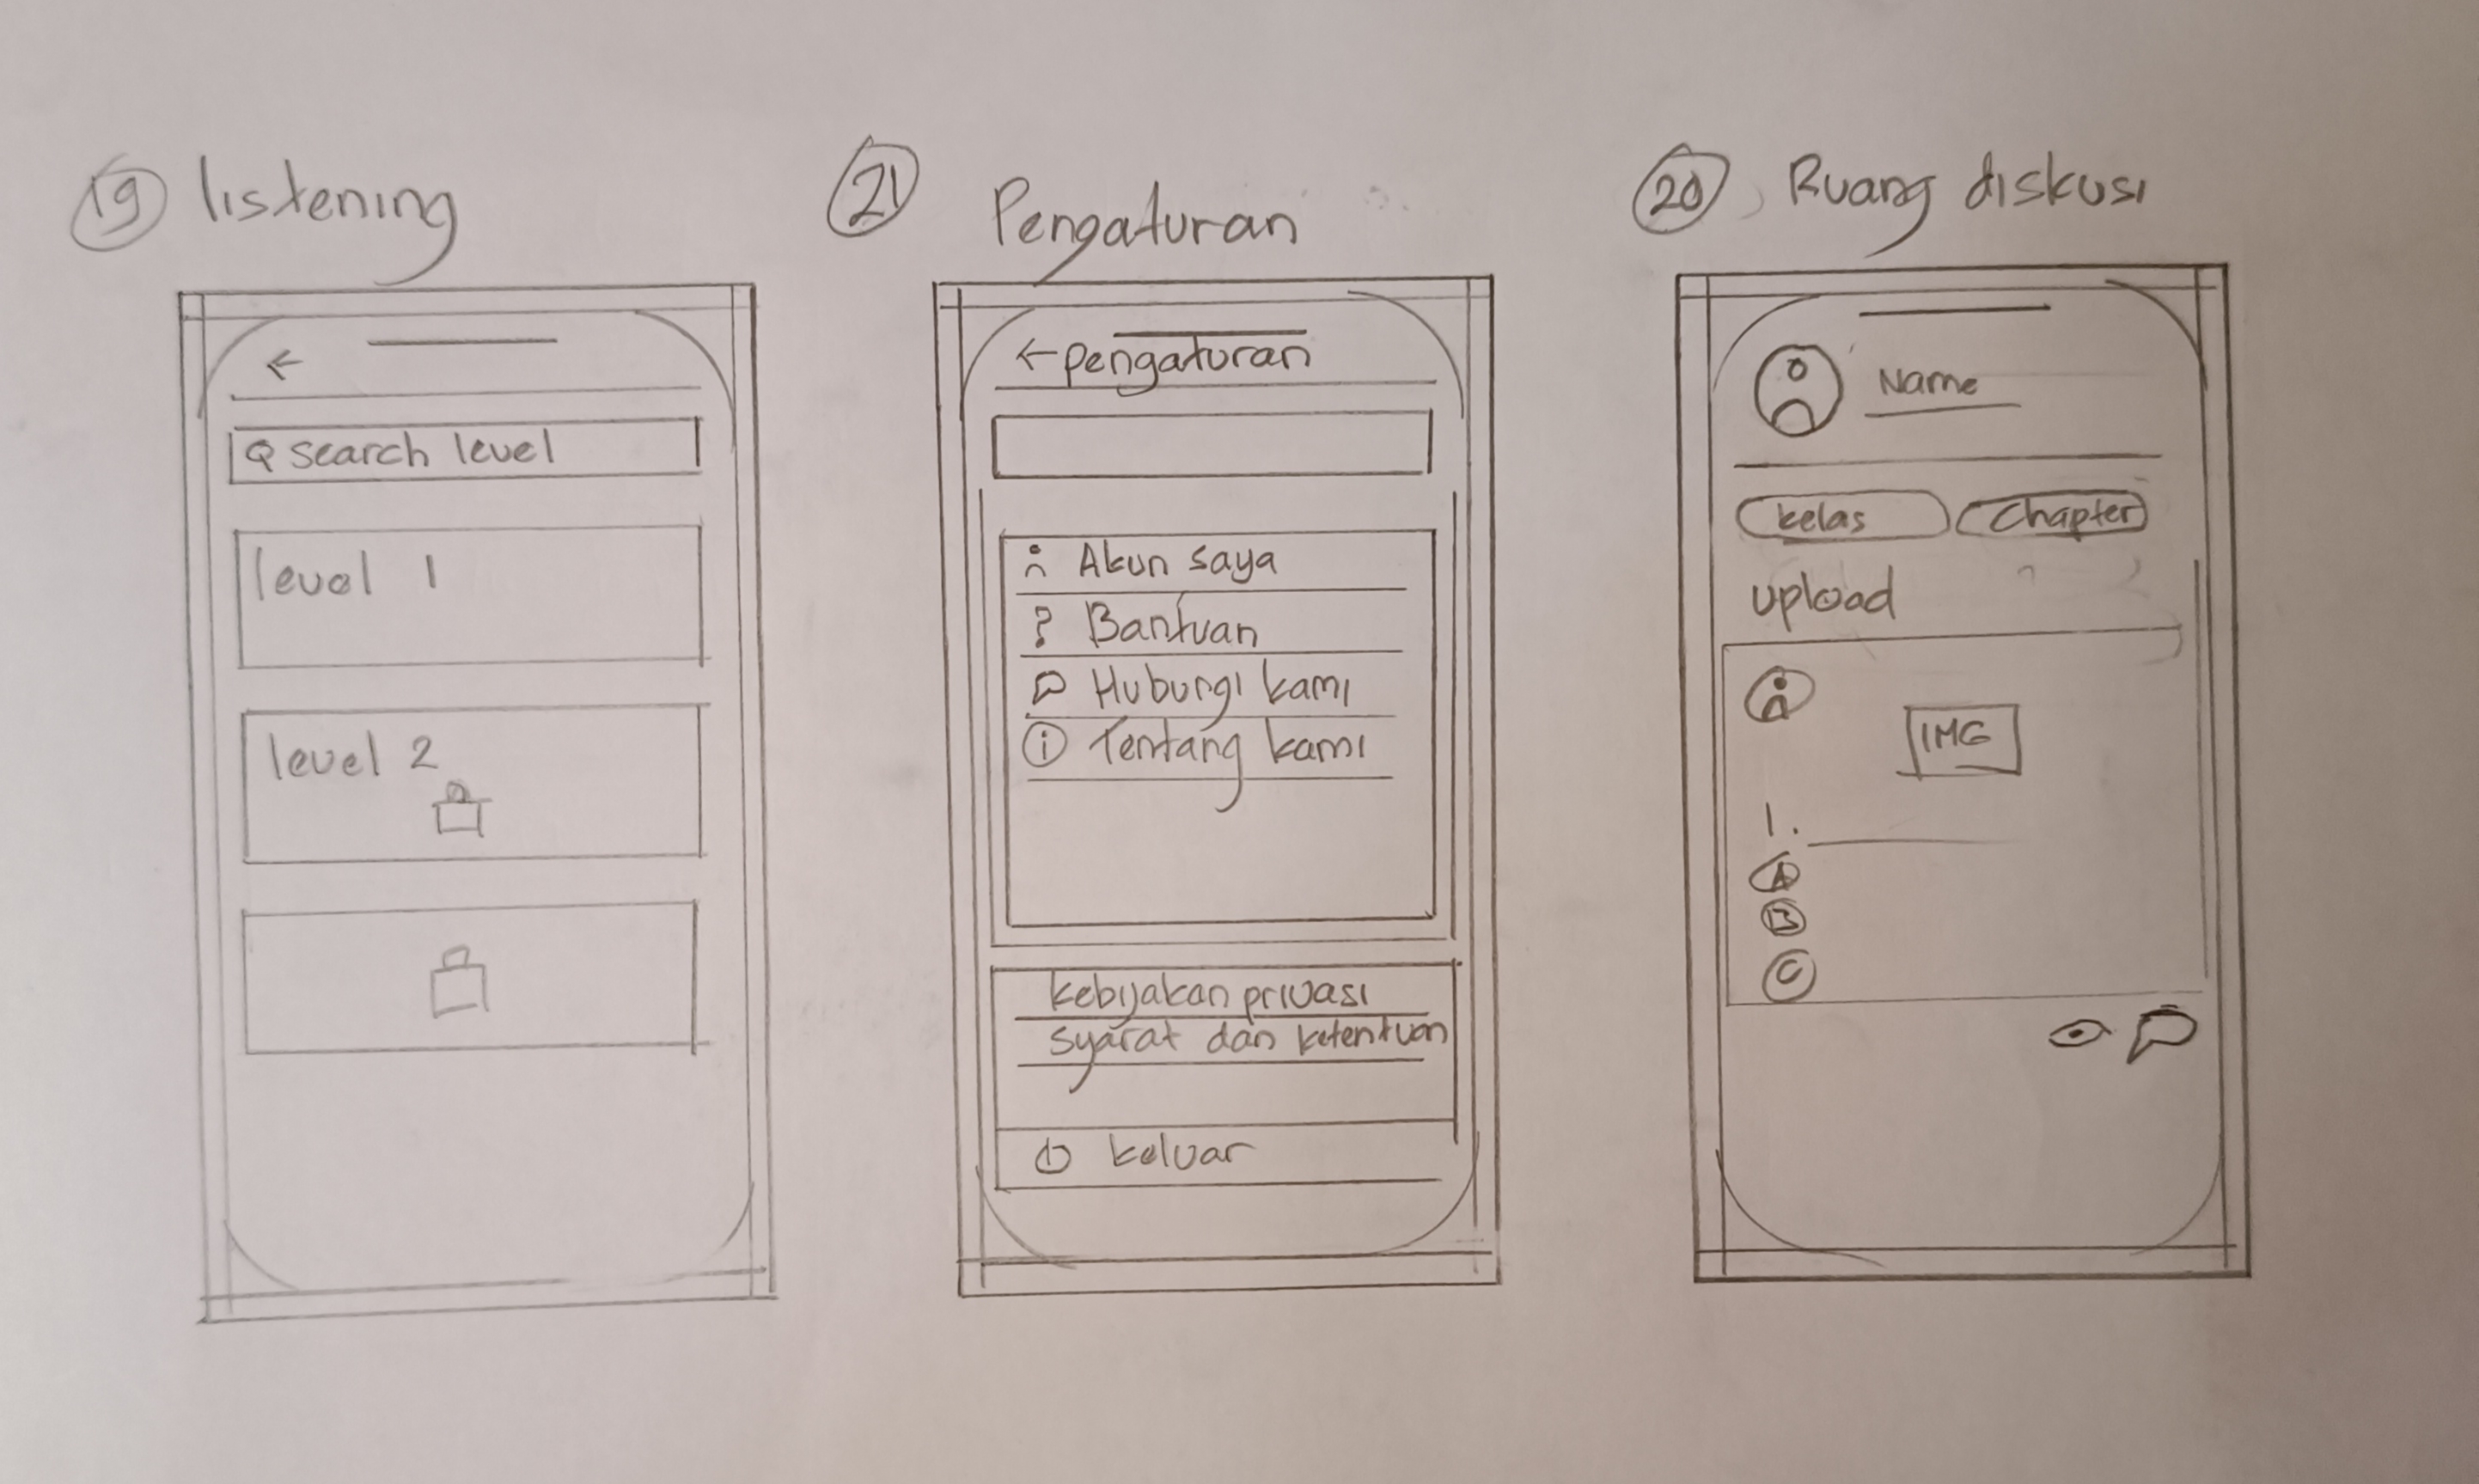 19 listening
←
search level
level 1
level 2
21 Pengaturan
← pengaturan
Akun saya
? Bantuan
Hubungi kami
i Tentang kami
kebijakan privasi
syarat dan ketentuan
keluar
20 Ruang diskusi
Name
kelas Chapter
upload
IMG
1.
A
B
C